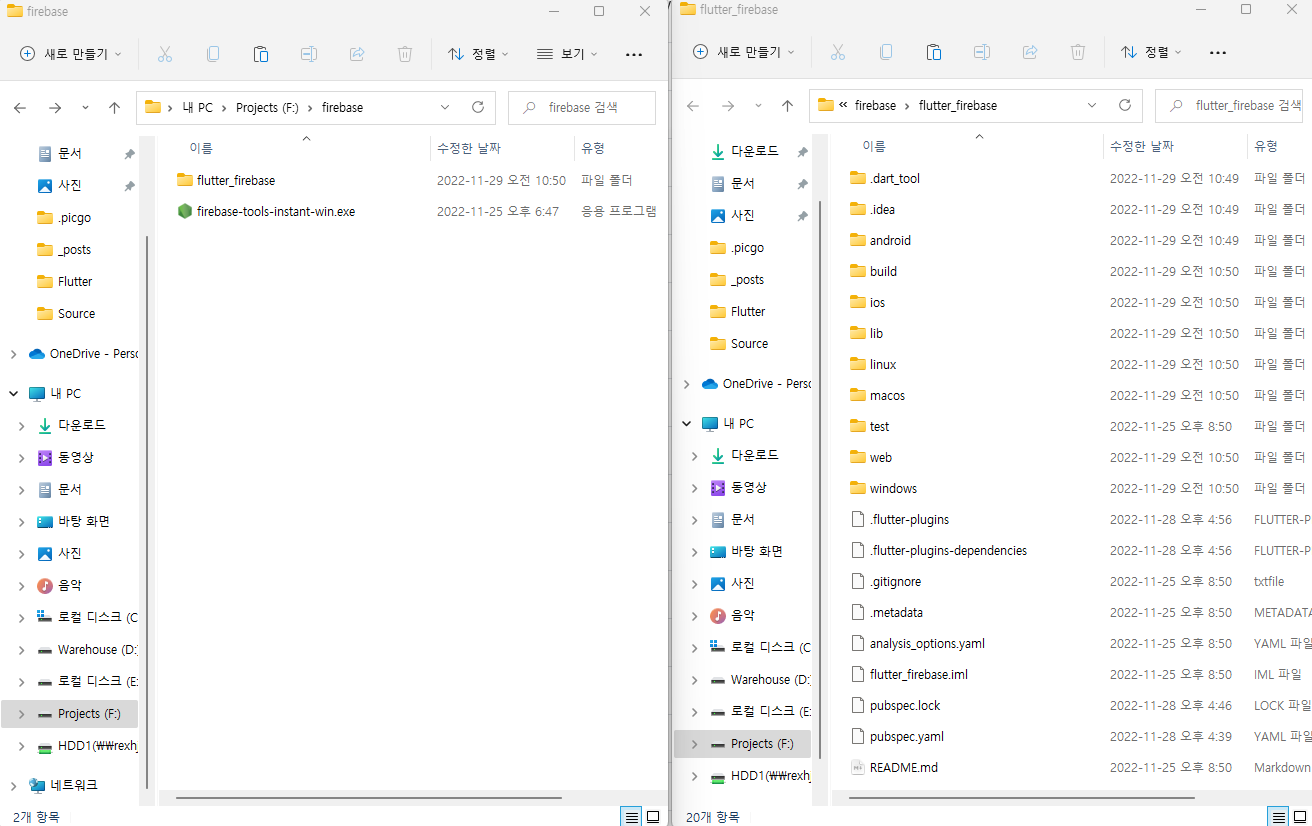 firebase
새로 만들기
정렬
보기
내 PC
Projects (F:)
firebase
firebase 검색
문서
사진
.picgo
_posts
Flutter
Source
OneDrive - Perso
내 PC
다운로드
동영상
문서
바탕 화면
사진
음악
로컬 디스크 (C
Warehouse (D:
로컬 디스크 (E:
Projects (F:)
HDD1(₩₩rexh
네트워크
이름 수정한 날짜 유형
flutter_firebase 2022-11-29 오전 10:50 파일 폴더
firebase-tools-instant-win.exe 2022-11-25 오후 6:47 응용 프로그램
2개 항목
flutter_firebase
새로 만들기
정렬
« firebase
flutter_firebase
flutter_firebase 검색
다운로드
문서
사진
.picgo
_posts
Flutter
Source
OneDrive - Perso
내 PC
다운로드
동영상
문서
바탕 화면
사진
음악
로컬 디스크 (C
Warehouse (D:
로컬 디스크 (E:
Projects (F:)
HDD1(₩₩rexh
이름 수정한 날짜 유형
.dart_tool 2022-11-29 오전 10:49 파일 폴더
.idea 2022-11-29 오전 10:49 파일 폴더
android 2022-11-29 오전 10:49 파일 폴더
build 2022-11-29 오전 10:50 파일 폴더
ios 2022-11-29 오전 10:50 파일 폴더
lib 2022-11-29 오전 10:50 파일 폴더
linux 2022-11-29 오전 10:50 파일 폴더
macos 2022-11-29 오전 10:50 파일 폴더
test 2022-11-25 오후 8:50 파일 폴더
web 2022-11-29 오전 10:50 파일 폴더
windows 2022-11-29 오전 10:50 파일 폴더
.flutter-plugins 2022-11-28 오후 4:56 FLUTTER-P
.flutter-plugins-dependencies 2022-11-28 오후 4:56 FLUTTER-P
.gitignore 2022-11-25 오후 8:50 txtfile
.metadata 2022-11-25 오후 8:50 METADATA
analysis_options.yaml 2022-11-25 오후 8:50 YAML 파일
flutter_firebase.iml 2022-11-25 오후 8:50 IML 파일
pubspec.lock 2022-11-28 오후 4:46 LOCK 파일
pubspec.yaml 2022-11-28 오후 4:39 YAML 파일
README.md 2022-11-25 오후 8:50 Markdown
20개 항목